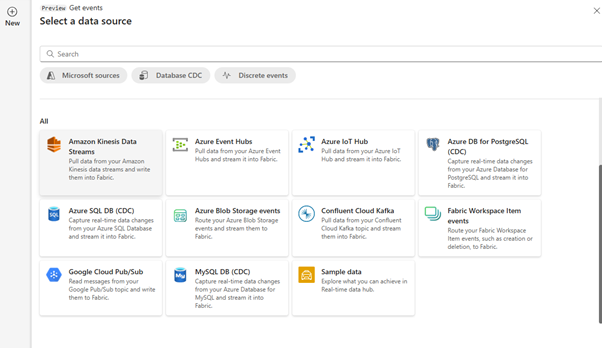 New
Preview Get events
Select a data source
Search
Microsoft sources
Database CDC
Discrete events
All
Amazon Kinesis Data
Streams
Pull data from your Amazon
Kinesis data streams and write
them into Fabric.
Azure Event Hubs
Pull data from your Azure Event
Hubs and stream it into Fabric.
Azure IoT Hub
Pull data from your Azure IoT
Hub and stream it into Fabric.
Azure DB for PostgreSQL
(CDC)
Capture real-time data changes
from your Azure Database for
PostgreSQL and stream it into
Fabric.
Azure SQL DB (CDC)
Capture real-time data changes
from your Azure SQL Database
and stream it into Fabric.
Azure Blob Storage events
Route your Azure Blob Storage
events and stream them to
Fabric.
Confluent Cloud Kafka
Pull data from your Confluent
Cloud Kafka topic and stream
them into Fabric.
Fabric Workspace Item
events
Route your Fabric Workspace
Item events, such as creation or
deletion, to Fabric.
Google Cloud Pub/Sub
Read messages from your
Google Pub/Sub topic and write
them to Fabric.
MySQL DB (CDC)
Capture real-time data changes
from your Azure Database for
MySQL and stream it into
Fabric.
Sample data
Explore what you can achieve in
Real-time data hub.